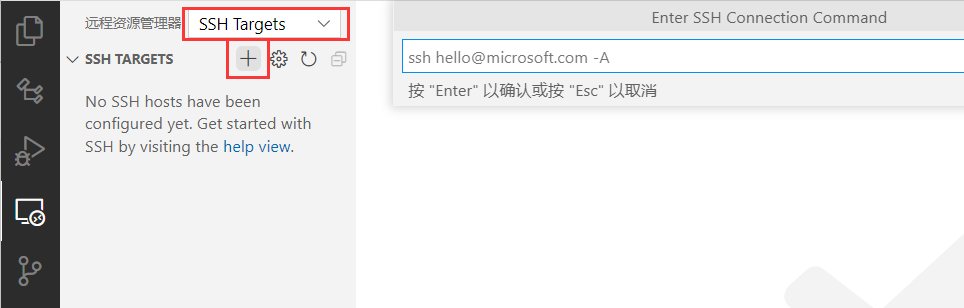 远程资源管理器 SSH Targets
SSH TARGETS
No SSH hosts have been
configured yet. Get started with
SSH by visiting the help view.
Enter SSH Connection Command
ssh hello@microsoft.com -A
按 "Enter" 以确认或按 "Esc" 以取消